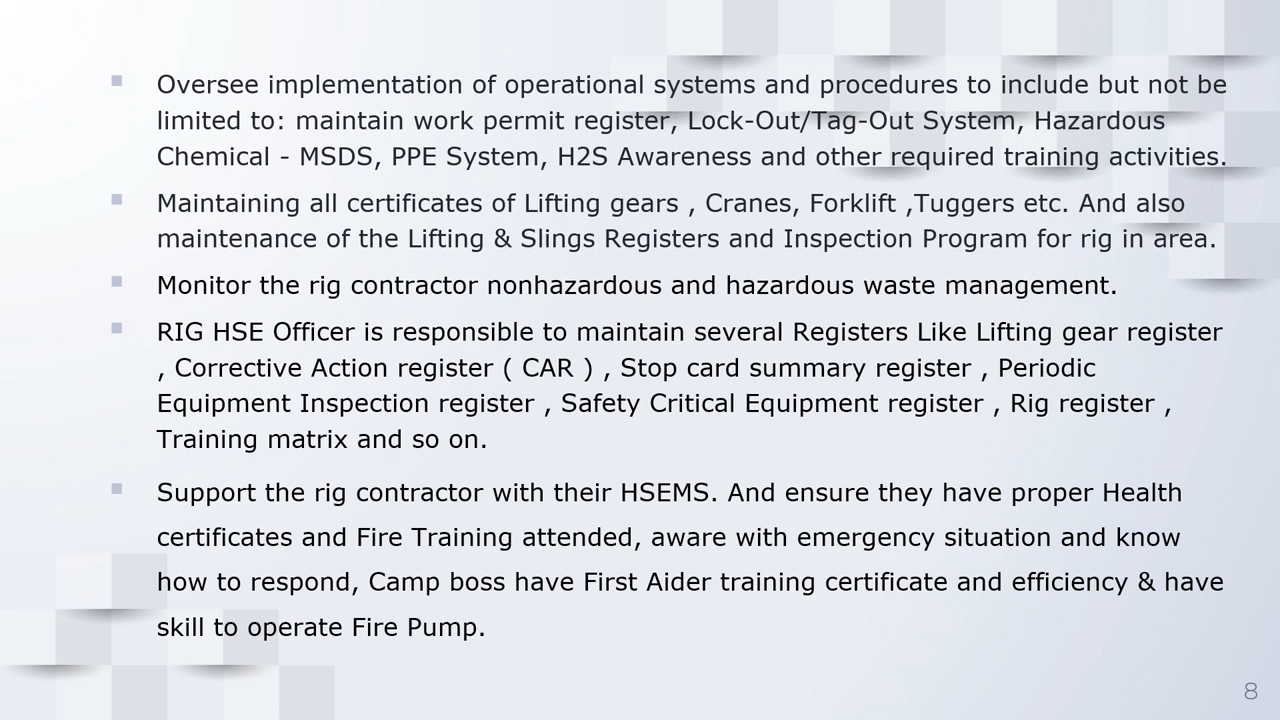 Oversee implementation of operational systems and procedures to include but not be
limited to: maintain work permit register, Lock-Out/Tag-Out System, Hazardous
Chemical - MSDS, PPE System, H2S Awareness and other required training activities.
Maintaining all certificates of Lifting gears , Cranes, Forklift ,Tuggers etc. And also
maintenance of the Lifting & Slings Registers and Inspection Program for rig in area.
Monitor the rig contractor nonhazardous and hazardous waste management.
RIG HSE Officer is responsible to maintain several Registers Like Lifting gear register
, Corrective Action register ( CAR ) , Stop card summary register , Periodic
Equipment Inspection register , Safety Critical Equipment register , Rig register ,
Training matrix and so on.
Support the rig contractor with their HSEMS. And ensure they have proper Health
certificates and Fire Training attended, aware with emergency situation and know
how to respond, Camp boss have First Aider training certificate and efficiency & have
skill to operate Fire Pump.
8